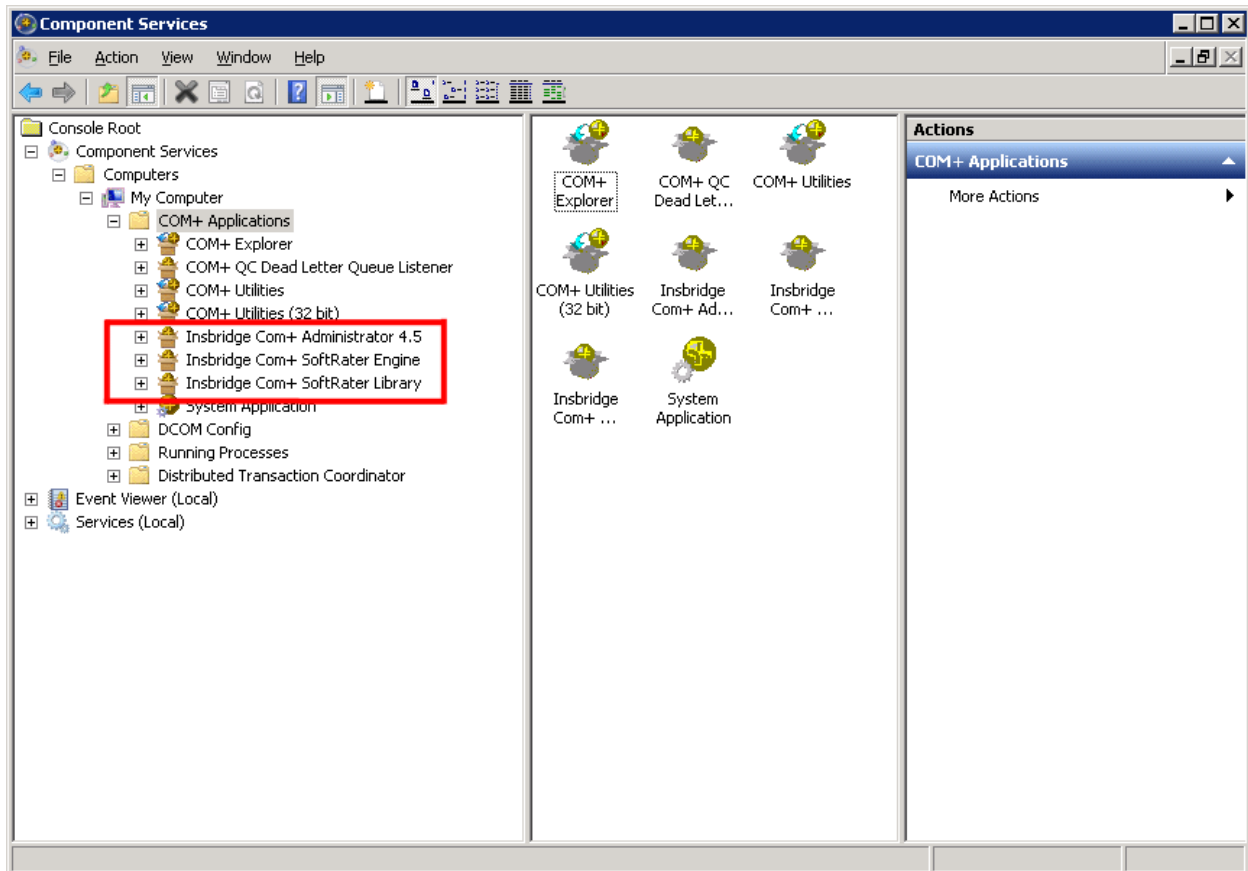 Component Services
File Action View Window Help
Console Root
Component Services
Computers
My Computer
COM+ Applications
COM+ Explorer
COM+ QC Dead Letter Queue Listener
COM+ Utilities
COM+ Utilities (32 bit)
Insbridge Com+ Administrator 4.5
Insbridge Com+ SoftRater Engine
Insbridge Com+ SoftRater Library
System Application
DCOM Config
Running Processes
Distributed Transaction Coordinator
Event Viewer (Local)
Services (Local)
COM+ Explorer
COM+ QC Dead Let...
COM+ Utilities
COM+ Utilities (32 bit)
Insbridge Com+ Ad...
Insbridge Com+ ...
Insbridge Com+ ...
System Application
Actions
COM+ Applications
More Actions